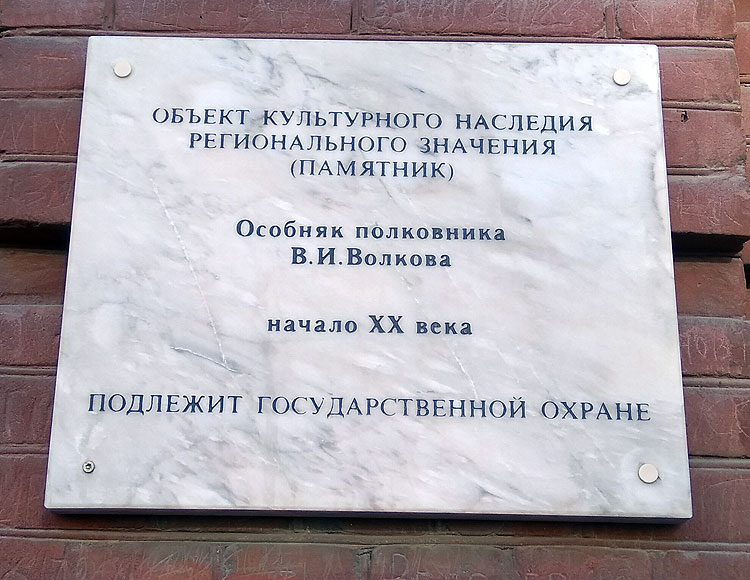 ОБЪЕКТ КУЛЬТУРНОГО НАСЛЕДИЯ
РЕГИОНАЛЬНОГО ЗНАЧЕНИЯ
(ПАМЯТНИК)
Особняк полковника
В.И.Волкова
начало XX века
ПОДЛЕЖИТ ГОСУДАРСТВЕННОЙ ОХРАНЕ